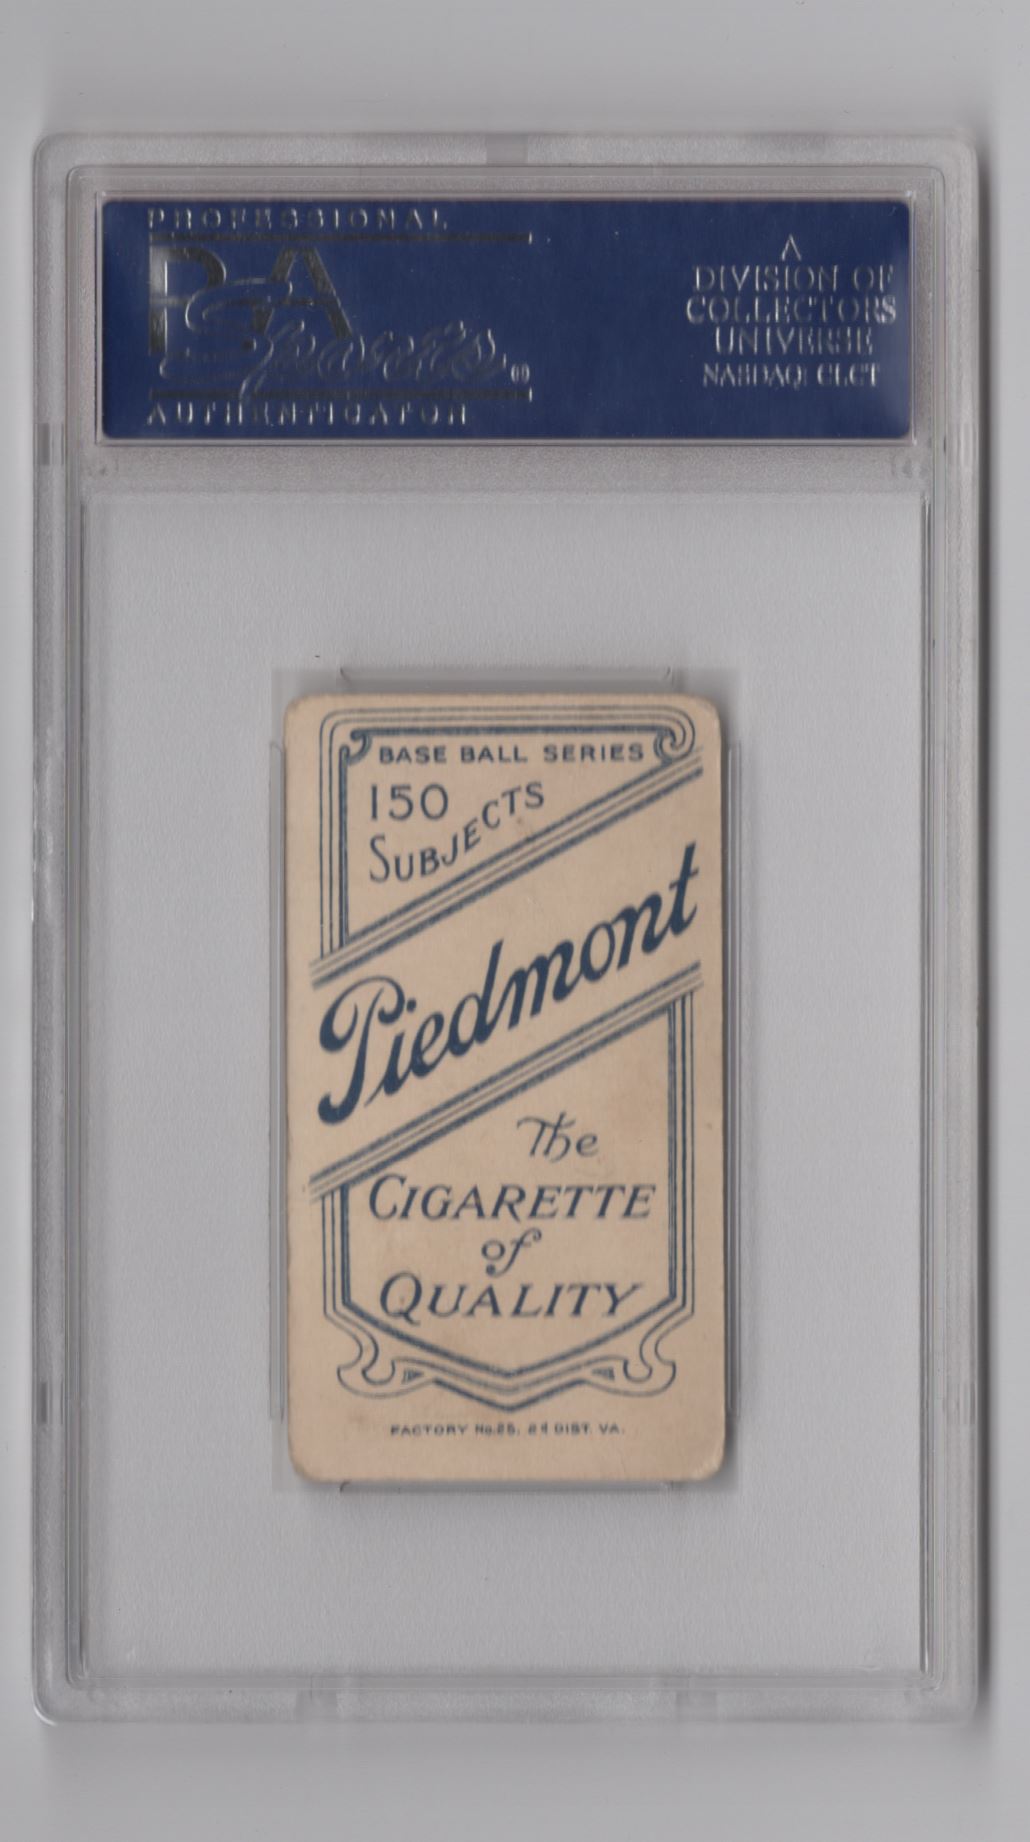 PROFESSIONAL
PSA
Sports
AUTHENTICATOR
A
DIVISION OF
COLLECTORS
UNIVERSE
NASDAQ: CLCT
BASE BALL SERIES
150
SUBJECTS
Piedmont
The
CIGARETTE
of
QUALITY
FACTORY No. 25, 2d DIST. VA.